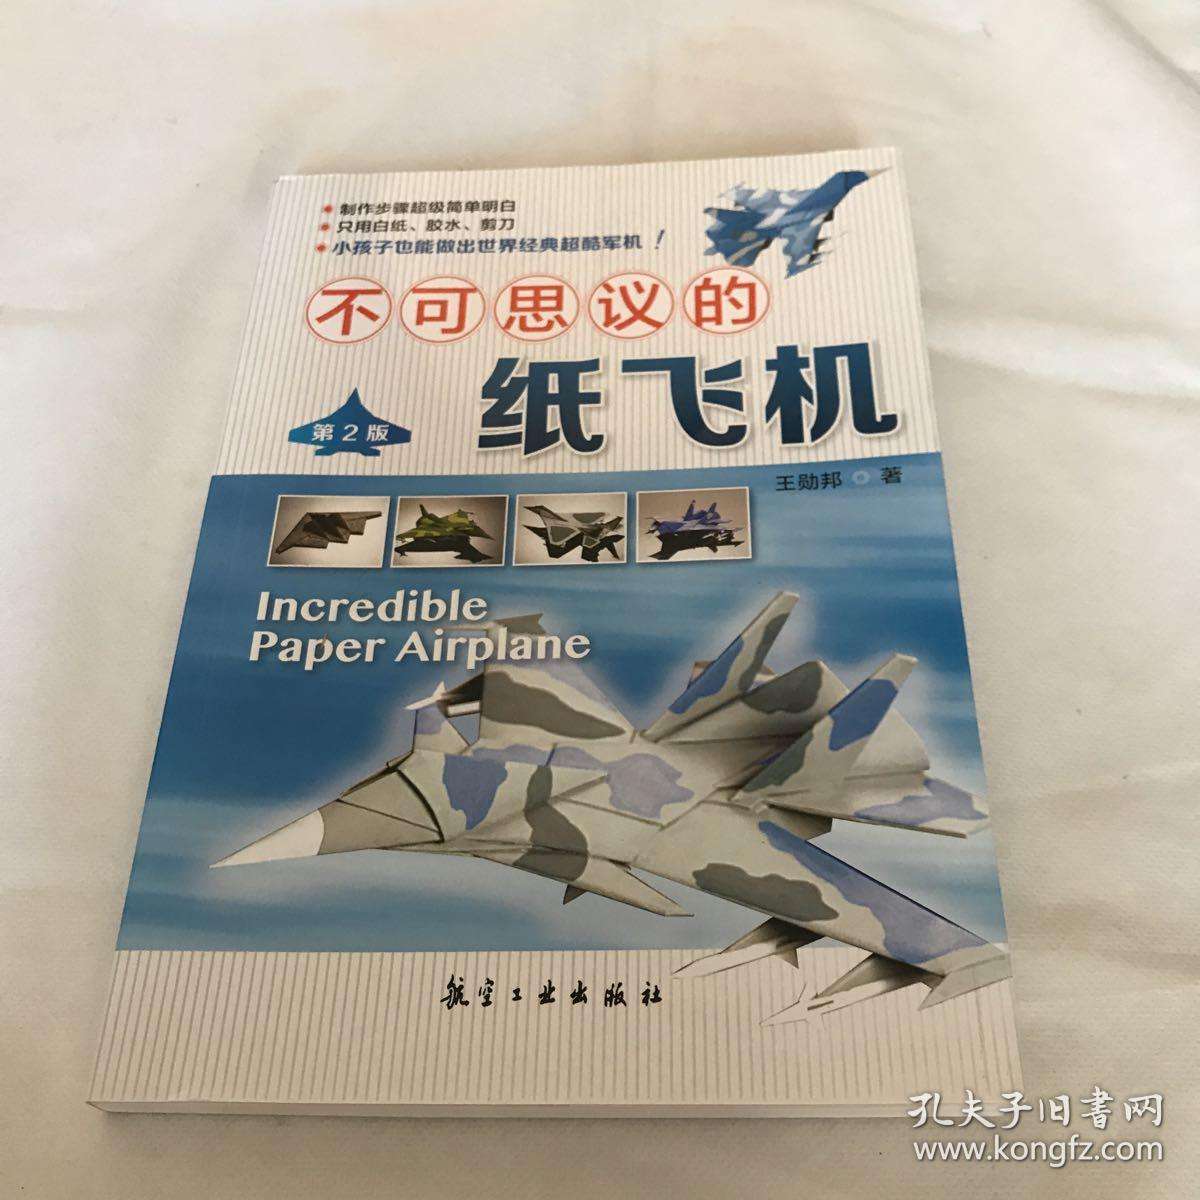 制作步骤超级简单明白
只用白纸、胶水、剪刀
小孩子也能做出世界经典超酷军机！
不可思议的
纸飞机
第2版
王勋邦 著
Incredible
Paper Airplane
航空工业出版社
孔夫子旧書网
www.kongfz.com